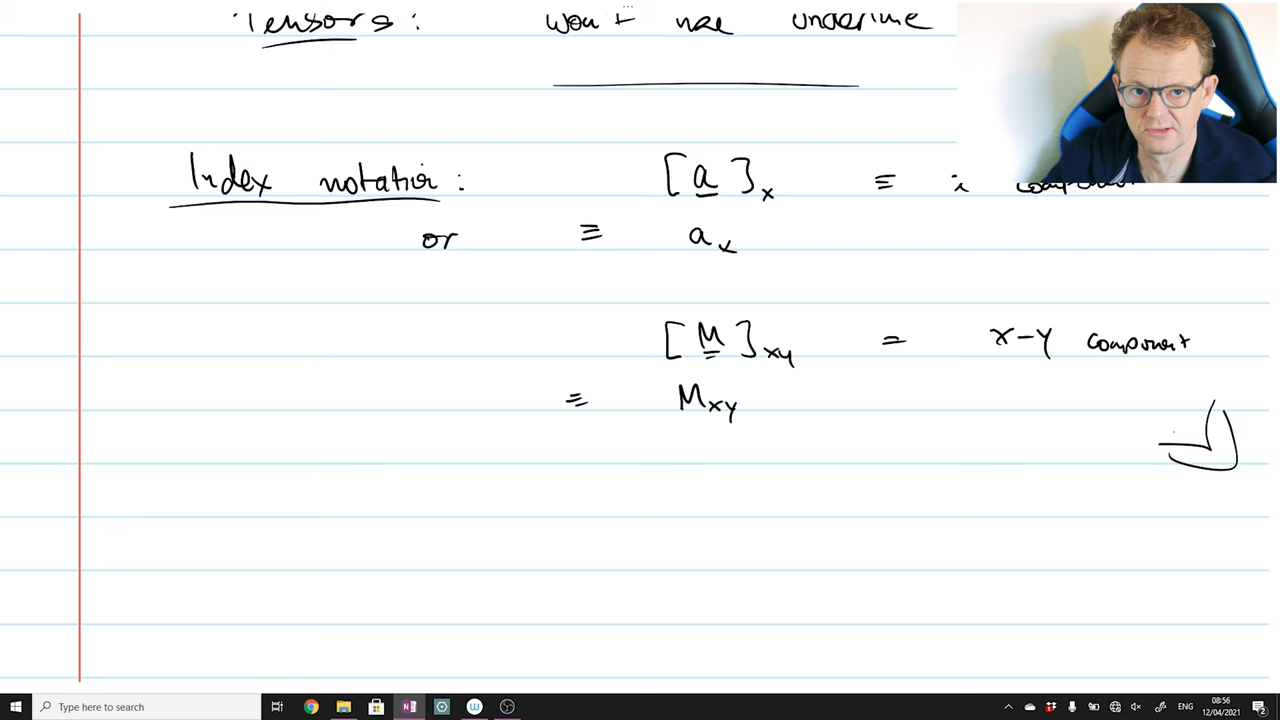 Tensors: won't use underline
Index notation: [a]x ≡ i component
or ≡ ax
[M]xy = x-y component
≡ Mxy
Type here to search
ENG
08:56
12/04/2021
2